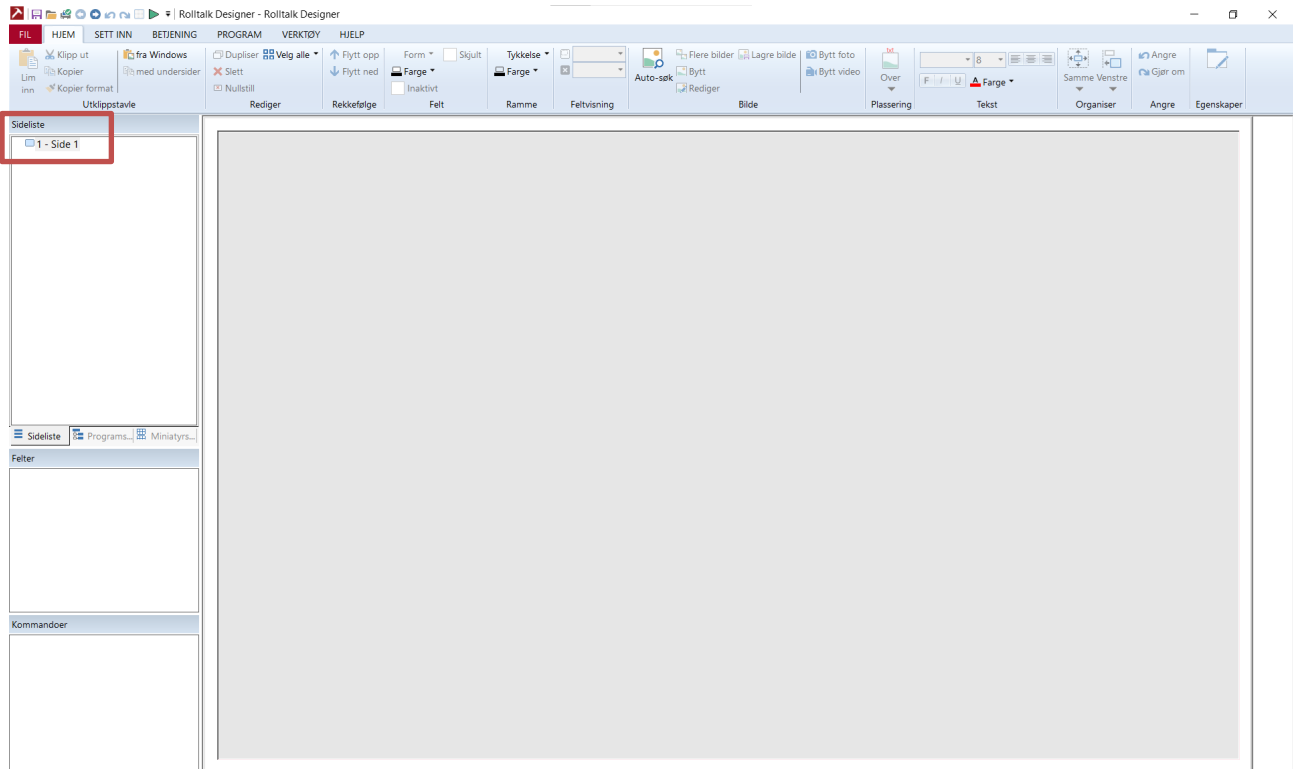 Rolltalk Designer - Rolltalk Designer
FIL HJEM SETT INN BETJENING PROGRAM VERKTØY HJELP
Klipp ut fra Windows Dupliser Velg alle Flytt opp Form Skjult Tykkelse Flere bilder Lagre bilde Bytt foto Angre
Lim inn Kopier med undersider Slett Flytt ned Farge Farge Auto-søk Bytt Bytt video Over 8 Samme Venstre Gjør om
Kopier format Nullstill Inaktivt Rediger F I U A Farge
Utklippstavle Rediger Rekkefølge Felt Ramme Feltvisning Bilde Plassering Tekst Organiser Angre Egenskaper
Sideliste
1 - Side 1
Sideliste Programs... Miniatyrs...
Felter
Kommandoer